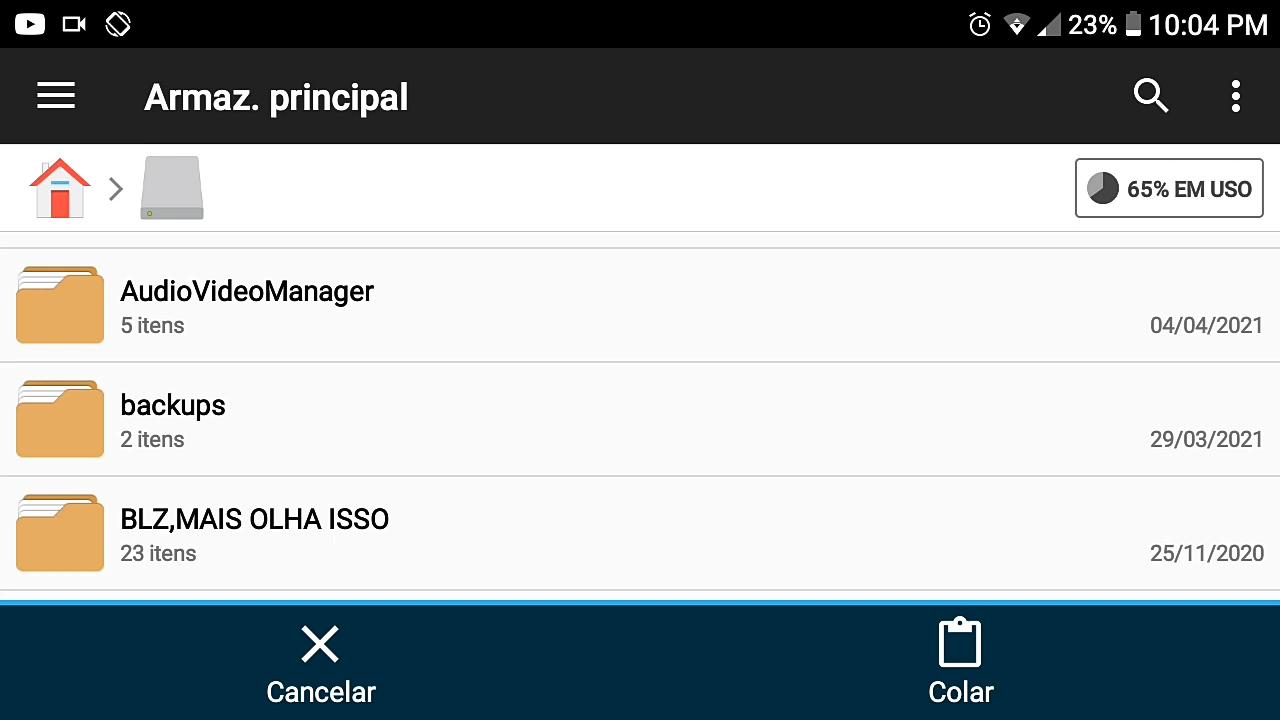 23% 10:04 PM
Armaz. principal
65% EM USO
AudioVideoManager
5 itens 04/04/2021
backups
2 itens 29/03/2021
BLZ,MAIS OLHA ISSO
23 itens 25/11/2020
Cancelar Colar